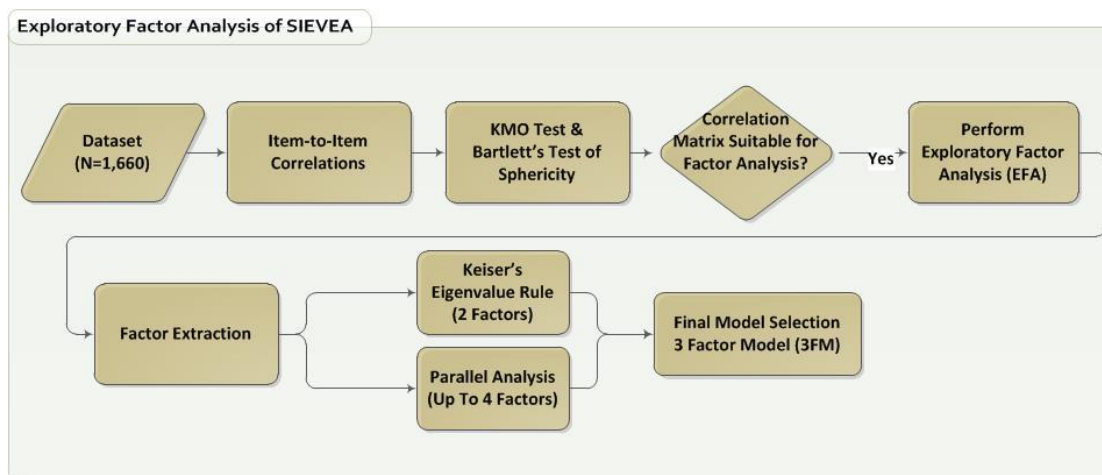 Exploratory Factor Analysis of SIEVEA
Dataset
(N=1,660)
Item-to-Item
Correlations
KMO Test &
Bartlett's Test of
Sphericity
Correlation
Matrix Suitable for
Factor Analysis?
Yes
Perform
Exploratory Factor
Analysis (EFA)
Factor Extraction
Keiser's
Eigenvalue Rule
(2 Factors)
Parallel Analysis
(Up To 4 Factors)
Final Model Selection
3 Factor Model (3FM)